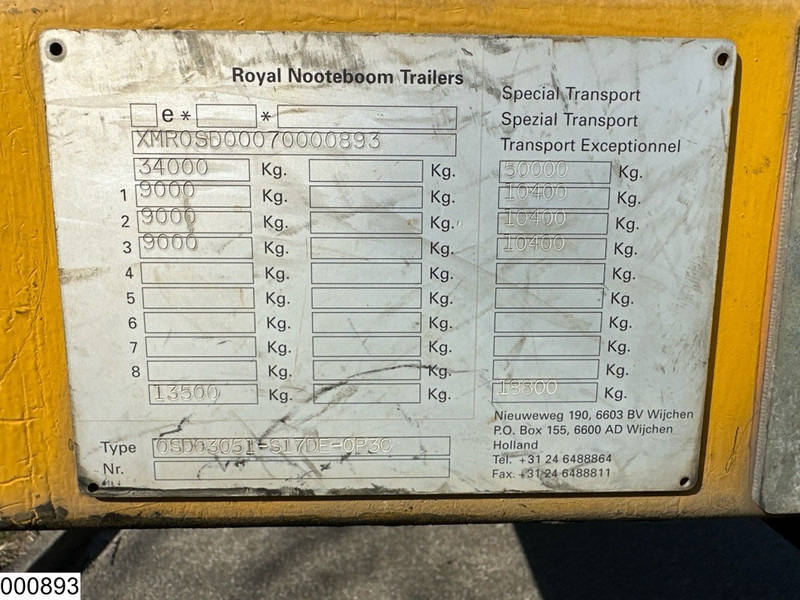 Royal Nooteboom Trailers
e* *
XMR0SD00070000893
34000 Kg. Kg.
1 9000 Kg. Kg.
2 9000 Kg. Kg.
3 9000 Kg. Kg.
4 Kg. Kg.
5 Kg. Kg.
6 Kg. Kg.
7 Kg. Kg.
8 Kg. Kg.
13500 Kg. Kg.
Type 0SD03051-S17DE-0P30
Nr.
Special Transport
Spezial Transport
Transport Exceptionnel
50000 Kg.
10400 Kg.
10400 Kg.
10400 Kg.
Kg.
Kg.
Kg.
Kg.
Kg.
18800 Kg.
Nieuweweg 190, 6603 BV Wijchen
P.O. Box 155, 6600 AD Wijchen
Holland
Tel. +31 24 6488864
Fax. +31 24 6488811
000893